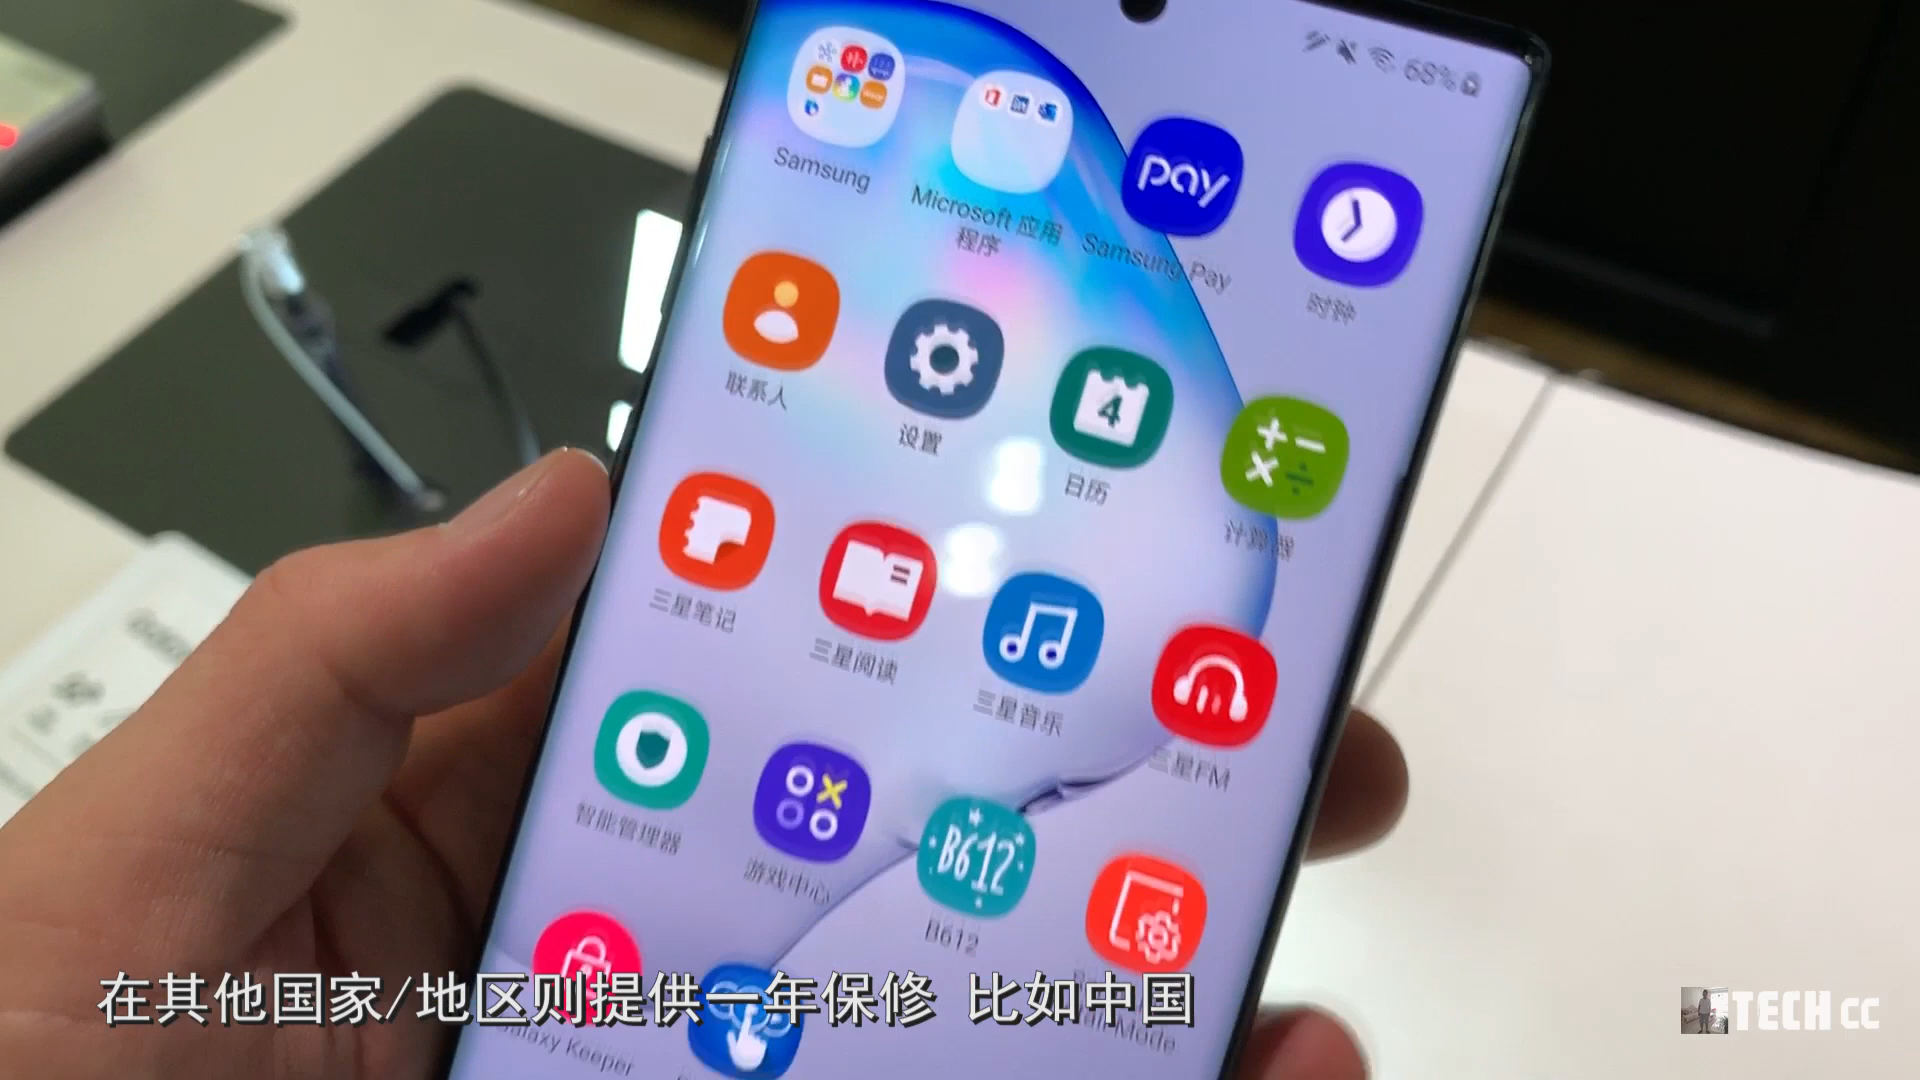 68%
Samsung
Microsoft 应用
程序
pay
Samsung Pay
时钟
联系人
设置
4
日历
计算器
三星笔记
三星阅读
三星音乐
三星FM
智能管理器
游戏中心
B612
B612
Galaxy Keeper
Mode
在其他国家/地区则提供一年保修 比如中国
TECH cc